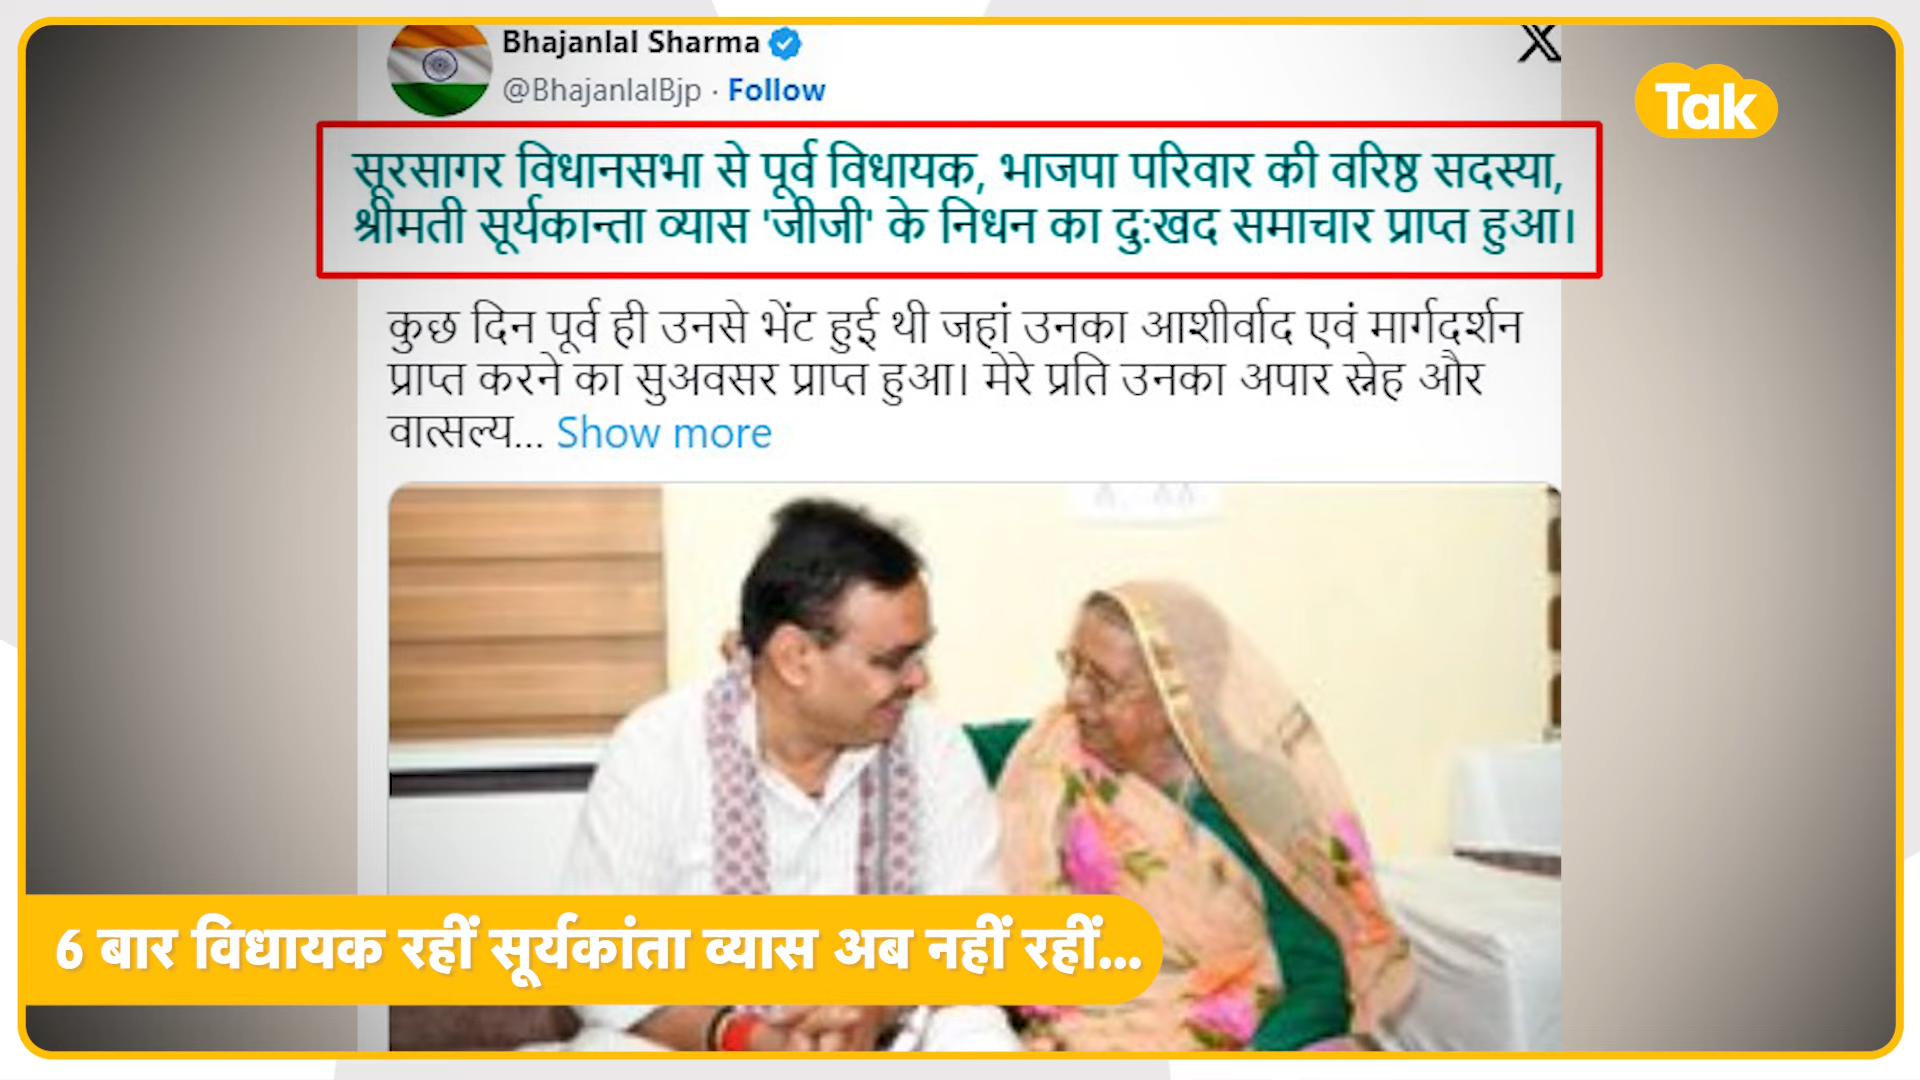 Bhajanlal Sharma
@BhajanlalBjp · Follow
Tak
सूरसागर विधानसभा से पूर्व विधायक, भाजपा परिवार की वरिष्ठ सदस्या,
श्रीमती सूर्यकान्ता व्यास 'जीजी' के निधन का दुःखद समाचार प्राप्त हुआ।
कुछ दिन पूर्व ही उनसे भेंट हुई थी जहां उनका आशीर्वाद एवं मार्गदर्शन
प्राप्त करने का सुअवसर प्राप्त हुआ। मेरे प्रति उनका अपार स्नेह और
वात्सल्य... Show more
6 बार विधायक रहीं सूर्यकांता व्यास अब नहीं रहीं...